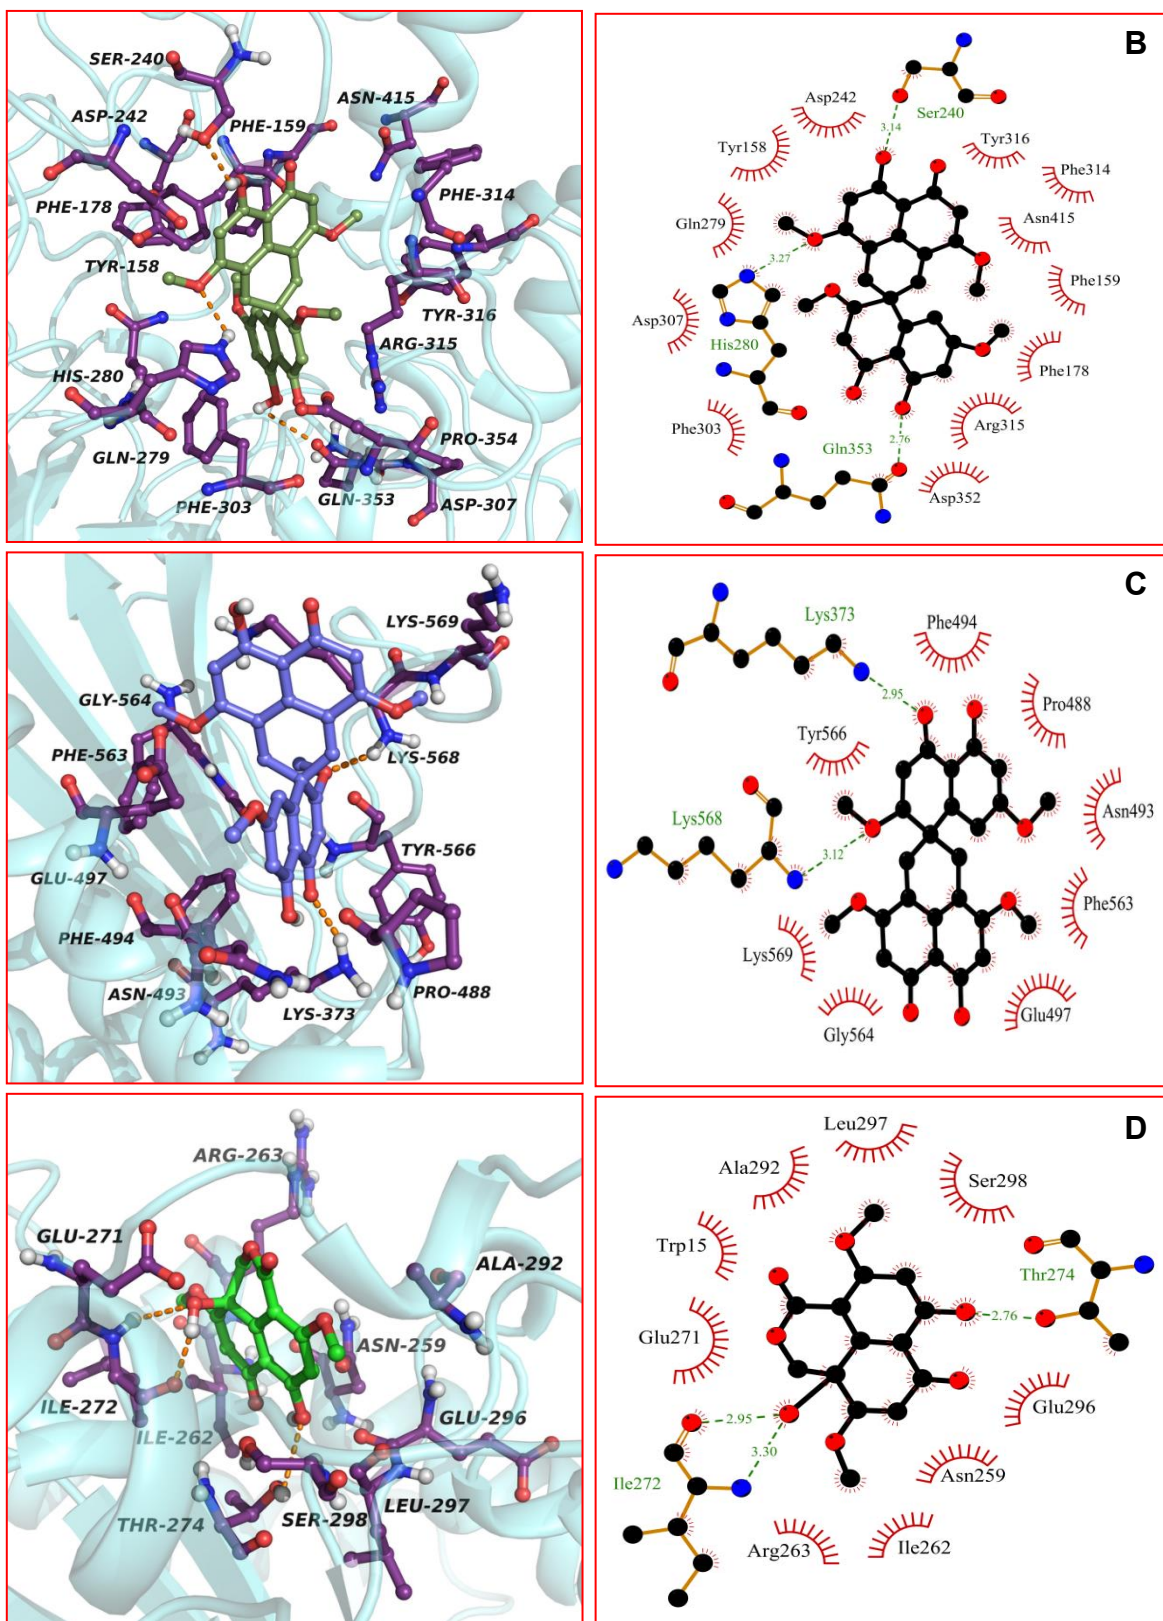 SER-240
ASP-242
PHE-159
ASN-415
PHE-178
PHE-314
TYR-158
TYR-316
ARG-315
HIS-280
GLN-279
PRO-354
PHE-303
GLN-353
ASP-307
B
Asp242
Ser240
3.14
Tyr158
Tyr316
Phe314
Gln279
Asn415
3.27
Phe159
Asp307
His280
Phe178
Phe303
Arg315
Gln353
2.76
Asp352
LYS-569
GLY-564
PHE-563
LYS-568
GLU-497
TYR-566
PHE-494
ASN-493
LYS-373
PRO-488
C
Lys373
Phe494
2.95
Pro488
Tyr566
Asn493
Lys568
3.12
Phe563
Lys569
Gly564
Glu497
ARG-263
GLU-271
ALA-292
ASN-259
ILE-272
ILE-262
GLU-296
THR-274
SER-298
LEU-297
D
Leu297
Ala292
Ser298
Trp15
Thr274
2.76
Glu271
Glu296
2.95
3.30
Ile272
Asn259
Arg263
Ile262